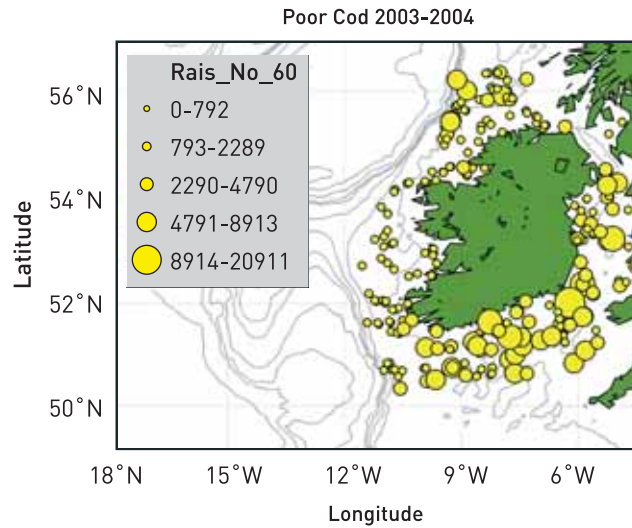 Poor Cod 2003-2004
Rais_No_60
0-792
793-2289
2290-4790
4791-8913
8914-20911
56°N
54°N
52°N
50°N
Latitude
18°N
15°W
12°W
9°W
6°W
Longitude